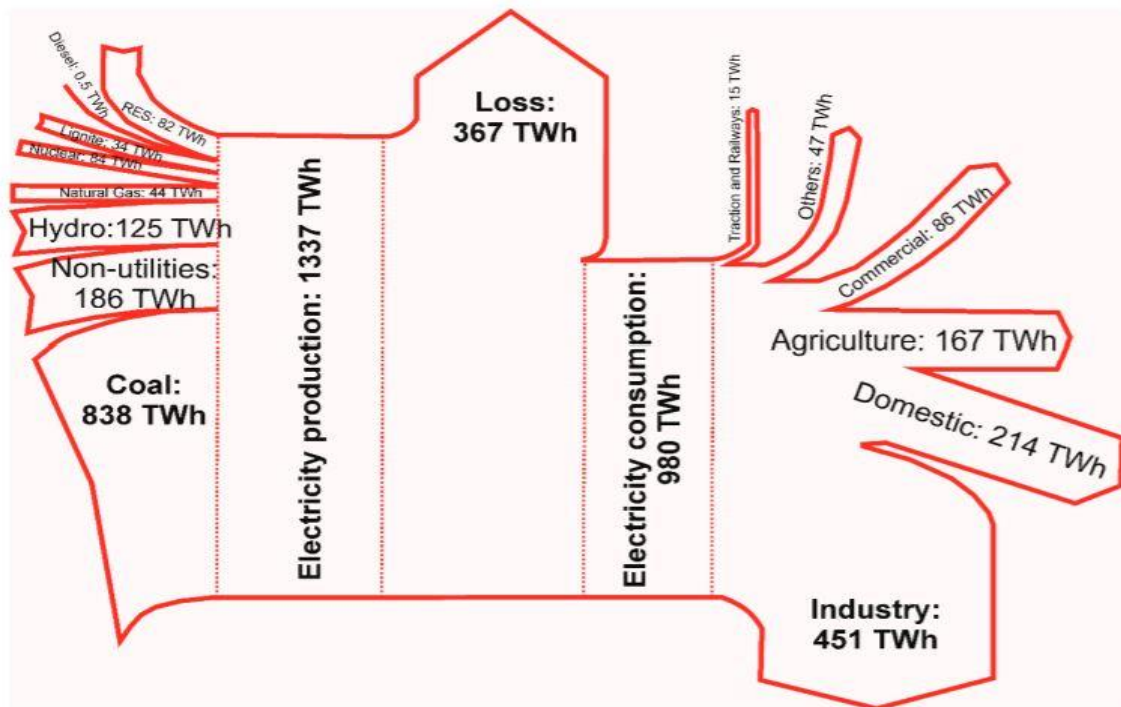 Diesel: 0.5 TWh
RES: 82 TWh
Lignite: 34 TWh
Nuclear: 84 TWh
Natural Gas: 44 TWh
Hydro:125 TWh
Non-utilities:
186 TWh
Coal:
838 TWh
Electricity production: 1337 TWh
Loss:
367 TWh
Electricity consumption:
980 TWh
Traction and Railways: 15 TWh
Others: 47 TWh
Commercial: 86 TWh
Agriculture: 167 TWh
Domestic: 214 TWh
Industry:
451 TWh